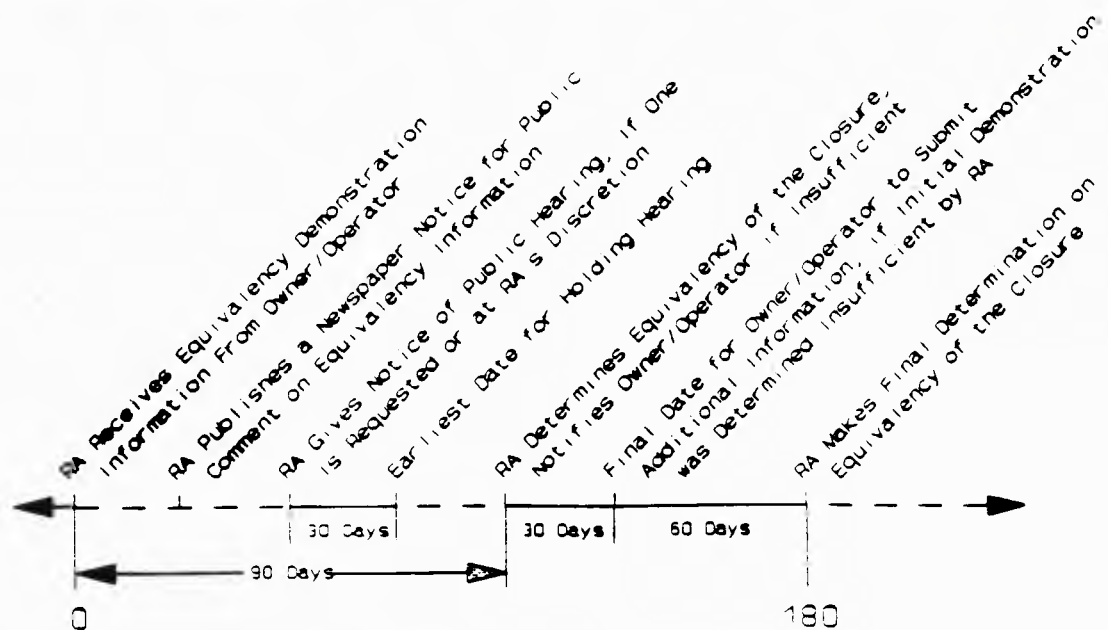 RA Receives Equivalency Demonstration
Information From Owner/Operator
RA Publisnes a Newspaper Notice for Public
Comment on Equivalency Information
RA Gives Notice of Public Hearing, If One
Is Requested or at RA s Discretion
Earliest Date for Holding Hearing
RA Determines Equivalency of the Closure,
Notifies Owner/Operator if Insufficient
Final Date for Owner/Operator to Submit
Additional Information, if Initial Demonstration
was Determined Insufficient by RA
RA Makes Final Determination on
Equivalency of the Closure
30 Days
30 Days
60 Days
90 Days
0
180